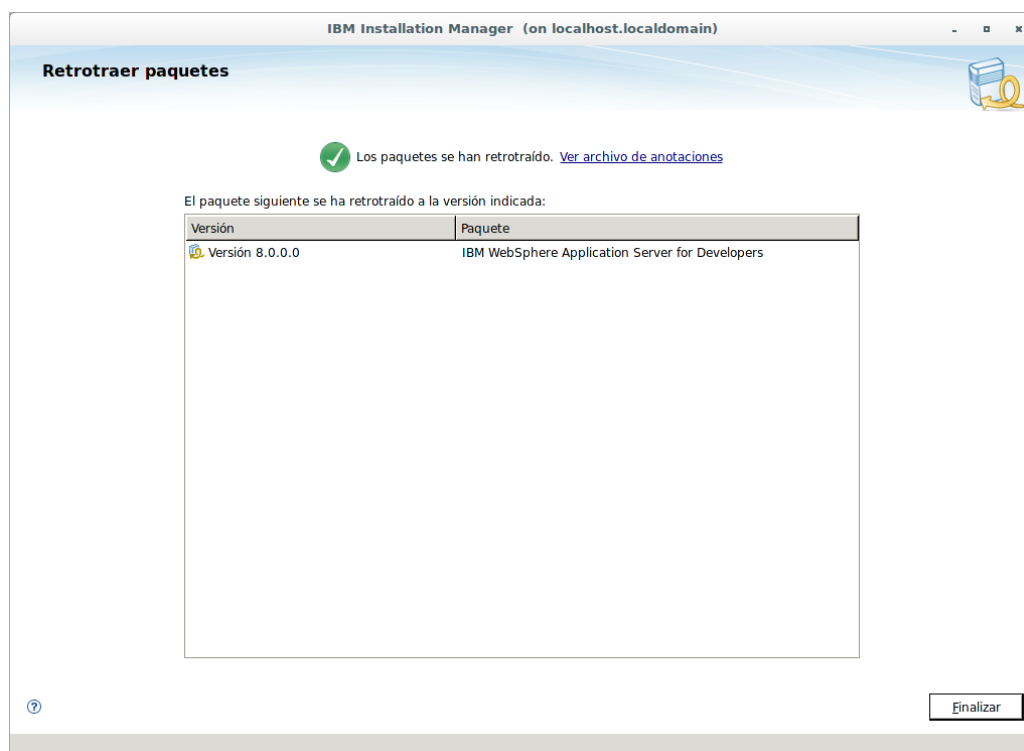 IBM Installation Manager (on localhost.localdomain)
Retrotraer paquetes
Los paquetes se han retrotraído. Ver archivo de anotaciones
El paquete siguiente se ha retrotraído a la versión indicada:
Versión Paquete
Versión 8.0.0.0 IBM WebSphere Application Server for Developers
Finalizar